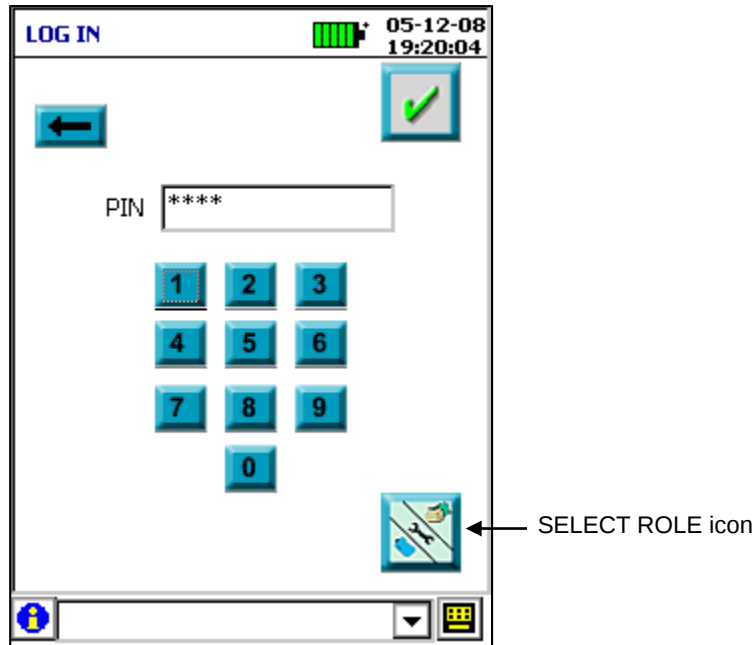 LOG IN
05-12-08
19:20:04
PIN ****
1 2 3
4 5 6
7 8 9
0
SELECT ROLE icon